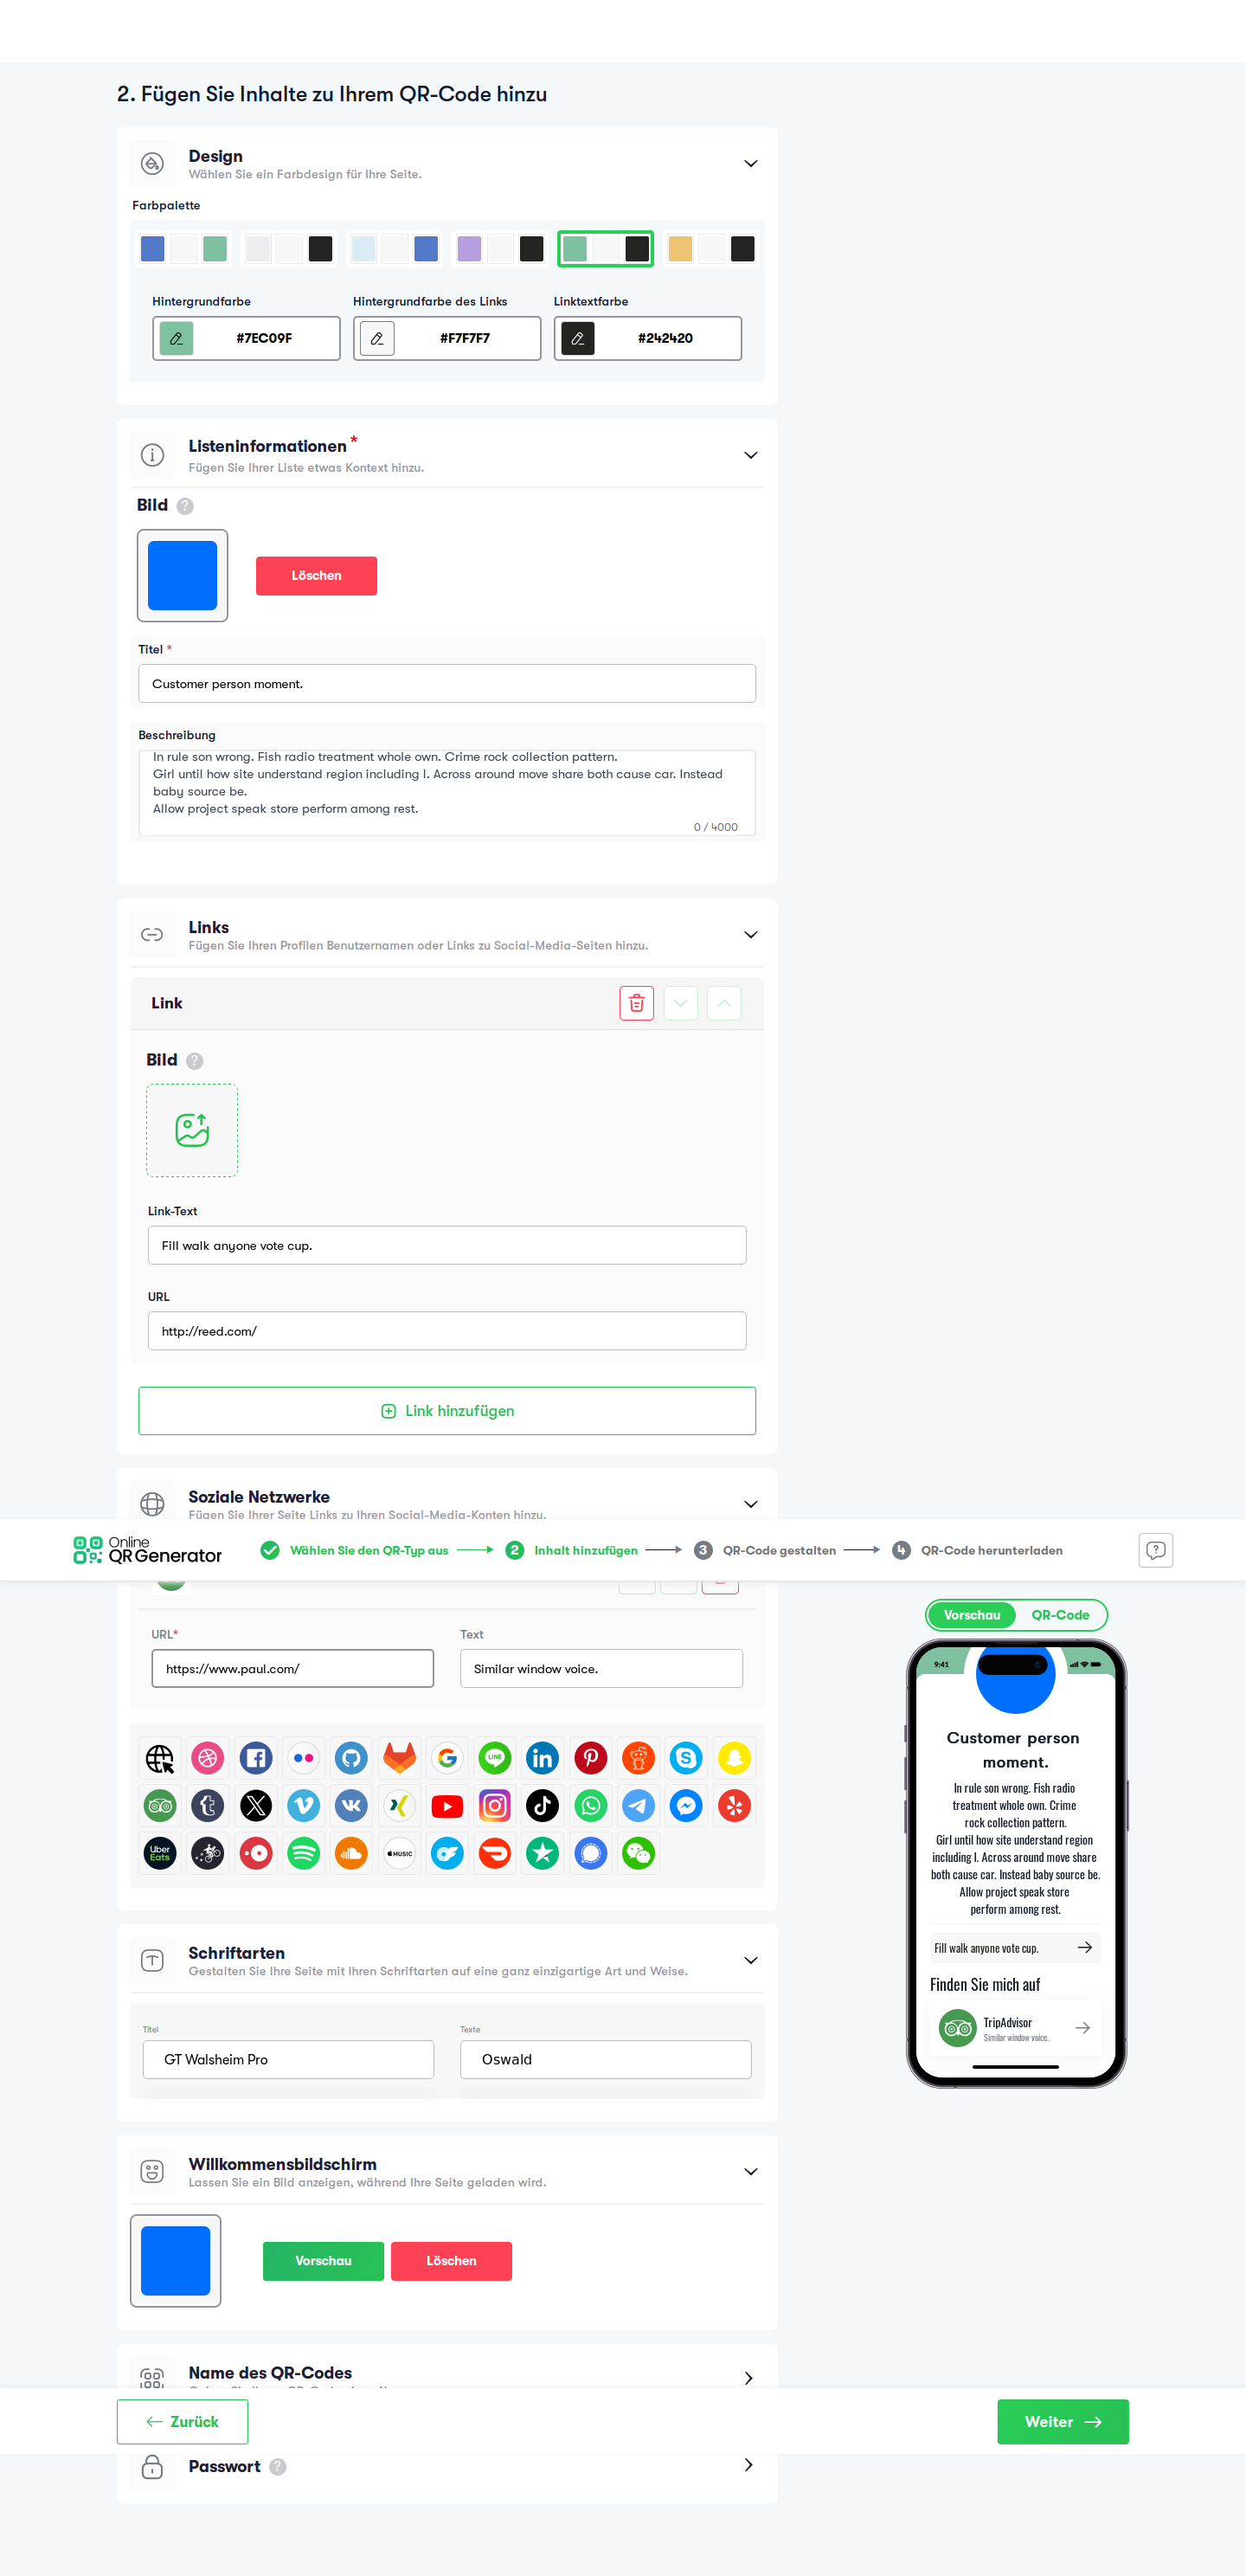 2. Fügen Sie Inhalte zu Ihrem QR-Code hinzu
Design
Wählen Sie ein Farbdesign für Ihre Seite.
Farbpalette
Hintergrundfarbe
Hintergrundfarbe des Links
Linktextfarbe
#7EC09F
#F7F7F7
#242420
Listeninformationen *
Fügen Sie Ihrer Liste etwas Kontext hinzu.
Bild ?
Löschen
Titel *
Customer person moment.
Beschreibung
In rule son wrong. Fish radio treatment whole own. Crime rock collection pattern.
Girl until how site understand region including I. Across around move share both cause car. Instead
baby source be.
Allow project speak store perform among rest.
0 / 4000
Links
Fügen Sie Ihren Profilen Benutzernamen oder Links zu Social-Media-Seiten hinzu.
Link
Bild ?
Link-Text
Fill walk anyone vote cup.
URL
http://reed.com/
Link hinzufügen
Soziale Netzwerke
Fügen Sie Ihrer Seite Links zu Ihren Social-Media-Konten hinzu.
Online
QR Generator
Wählen Sie den QR-Typ aus
2 Inhalt hinzufügen
3 QR-Code gestalten
4 QR-Code herunterladen
URL*
Text
https://www.paul.com/
Similar window voice.
LINE
Uber
Eats
MUSIC
Vorschau
QR-Code
9:41
Customer person
moment.
In rule son wrong. Fish radio
treatment whole own. Crime
rock collection pattern.
Girl until how site understand region
including I. Across around move share
both cause car. Instead baby source be.
Allow project speak store
perform among rest.
Fill walk anyone vote cup.
Finden Sie mich auf
TripAdvisor
Similar window voice.
Schriftarten
Gestalten Sie Ihre Seite mit Ihren Schriftarten auf eine ganz einzigartige Art und Weise.
Titel
Texte
GT Walsheim Pro
Oswald
Willkommensbildschirm
Lassen Sie ein Bild anzeigen, während Ihre Seite geladen wird.
Vorschau
Löschen
Name des QR-Codes
Zurück
Weiter
Passwort ?